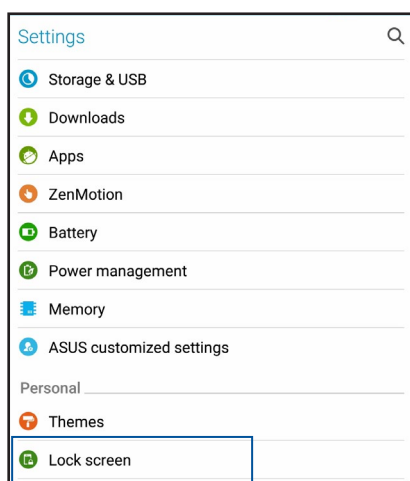 Settings
Storage & USB
Downloads
Apps
ZenMotion
Battery
Power management
Memory
ASUS customized settings
Personal
Themes
Lock screen